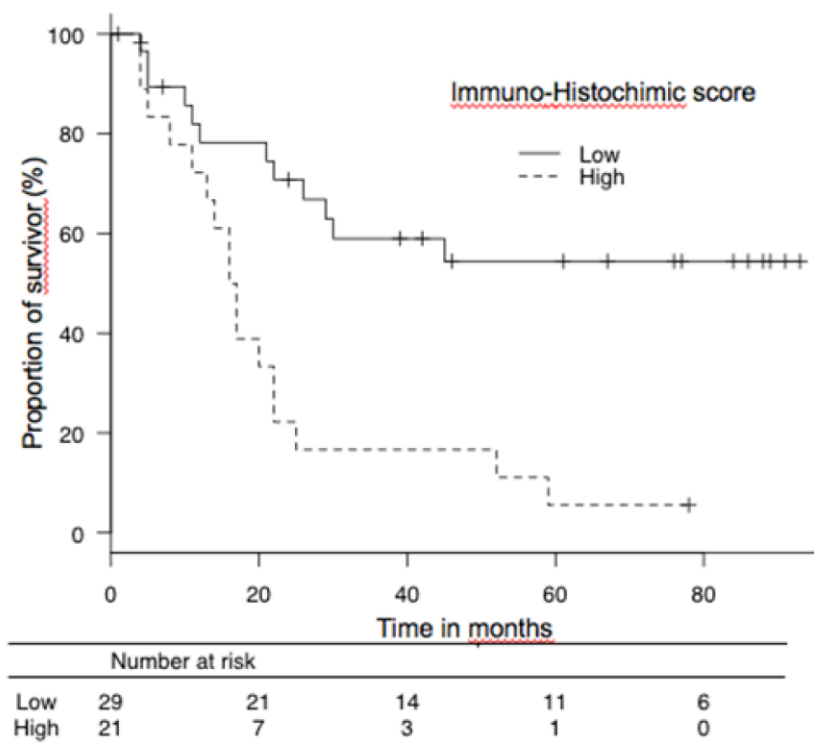 Immuno-Histochimic score
Low
High
Proportion of survivor (%)
100
80
60
40
20
0
0 20 40 60 80
Time in months
Number at risk
Low 29 21 14 11 6
High 21 7 3 1 0